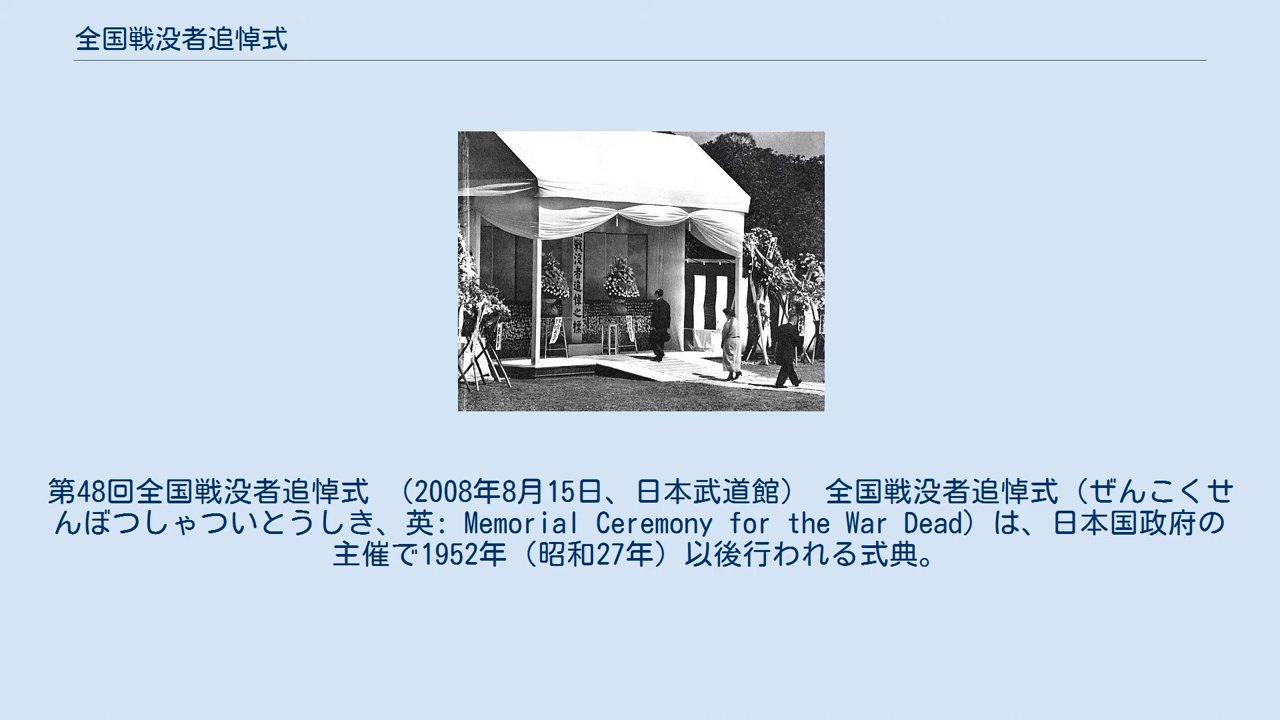 全国戦没者追悼式
戦没者追悼之標
第48回全国戦没者追悼式 （2008年8月15日、日本武道館） 全国戦没者追悼式（ぜんこくせ
んぼつしゃついとうしき、英: Memorial Ceremony for the War Dead）は、日本国政府の
主催で1952年（昭和27年）以後行われる式典。